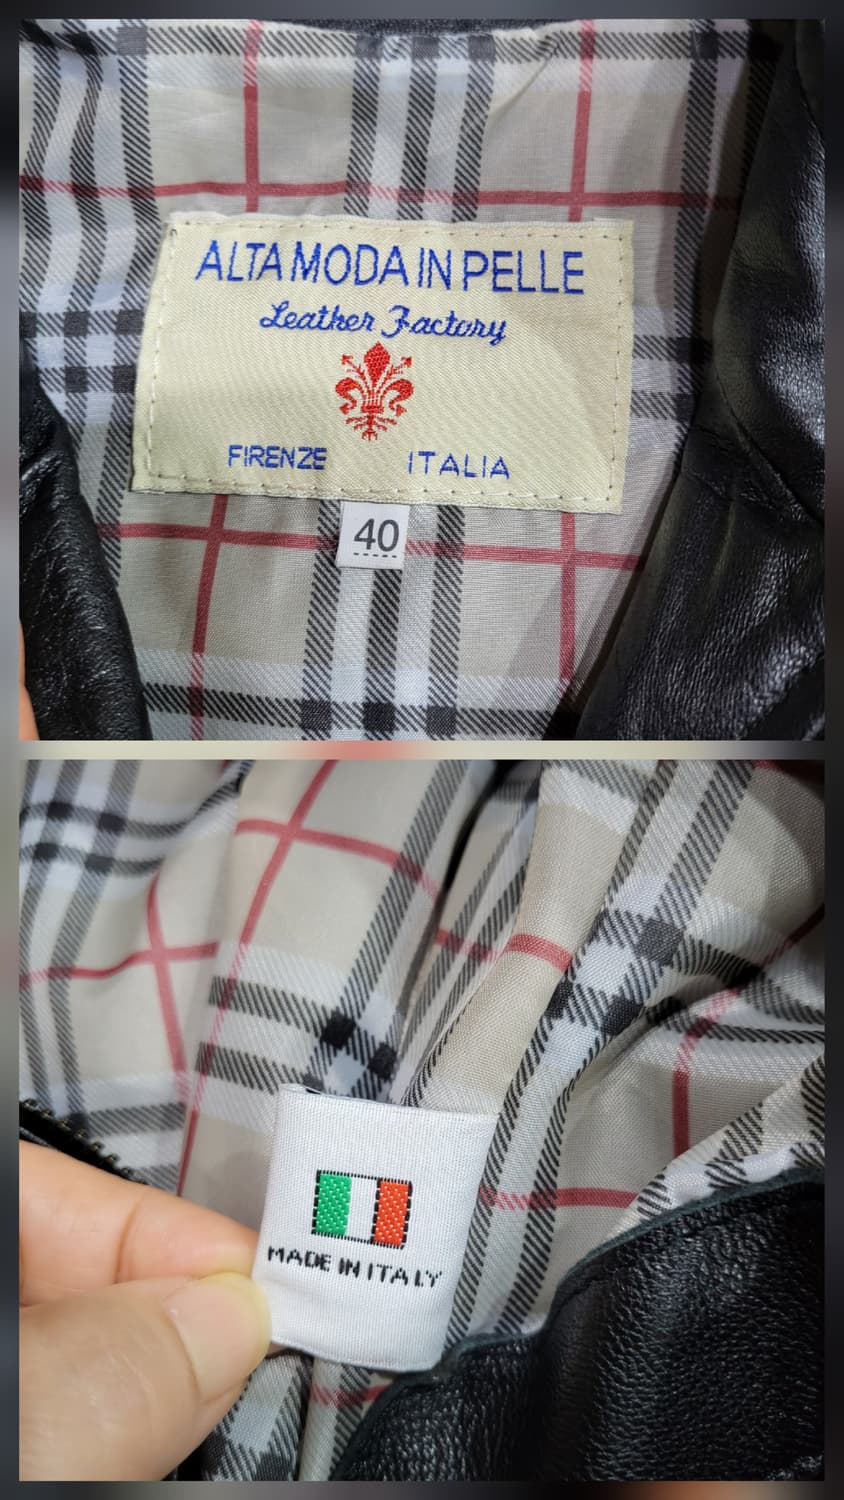 ALTA MODA IN PELLE
Leather Factory
FIRENZE ITALIA
40
MADE IN ITALY